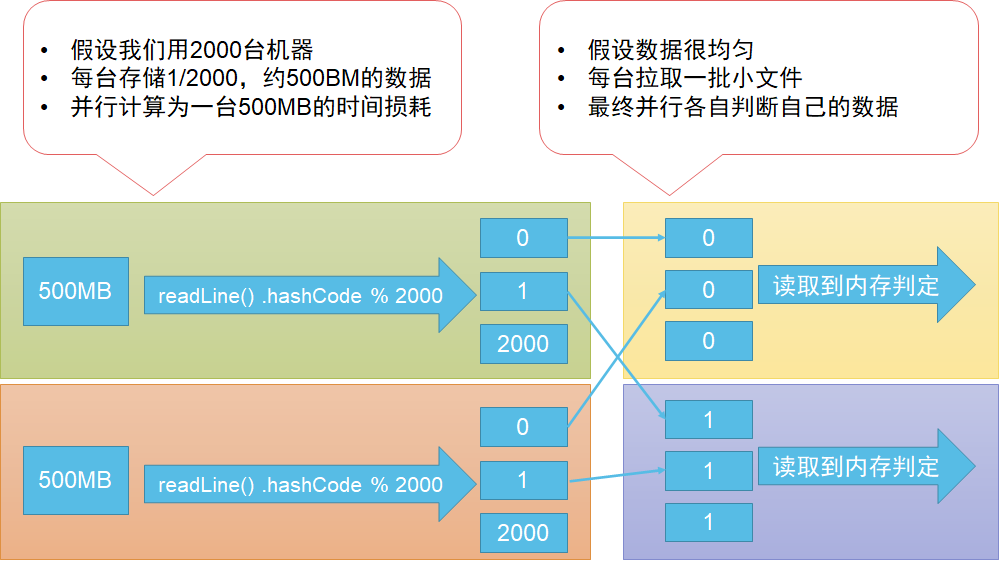 • 假设我们用2000台机器
• 每台存储1/2000，约500BM的数据
• 并行计算为一台500MB的时间损耗
• 假设数据很均匀
• 每台拉取一批小文件
• 最终并行各自判断自己的数据
500MB
readLine() .hashCode % 2000
0
1
2000
0
0
0
读取到内存判定
500MB
readLine() .hashCode % 2000
0
1
2000
1
1
1
读取到内存判定